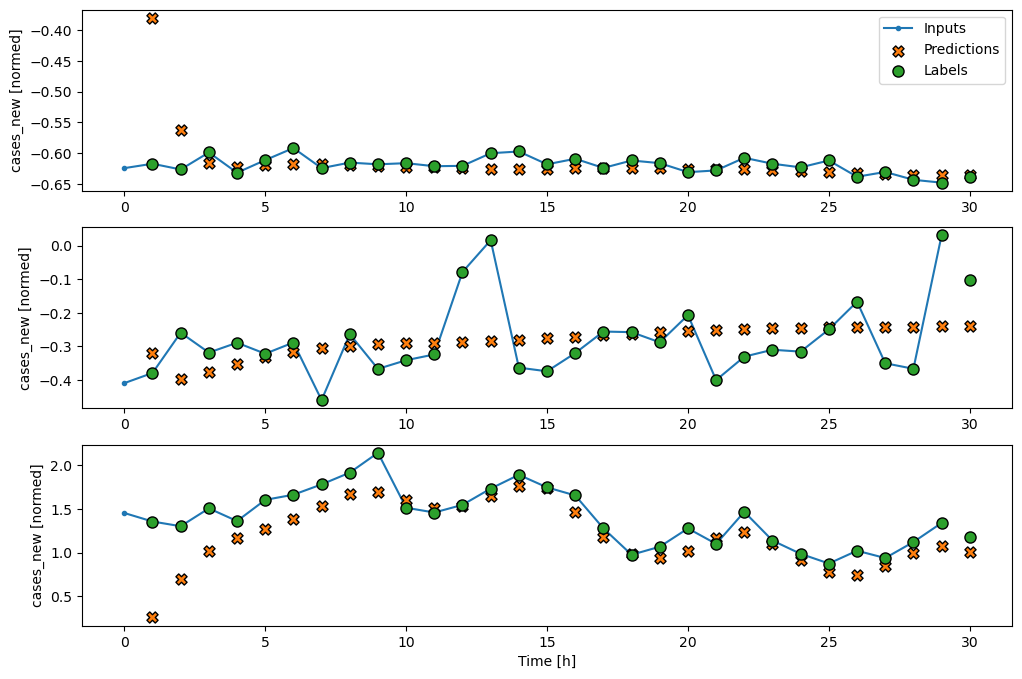 cases_new [normed]
−0.40
−0.45
−0.50
−0.55
−0.60
−0.65
Inputs
Predictions
Labels
0 5 10 15 20 25 30
cases_new [normed]
0.0
−0.1
−0.2
−0.3
−0.4
0 5 10 15 20 25 30
cases_new [normed]
2.0
1.5
1.0
0.5
0 5 10 15 20 25 30
Time [h]